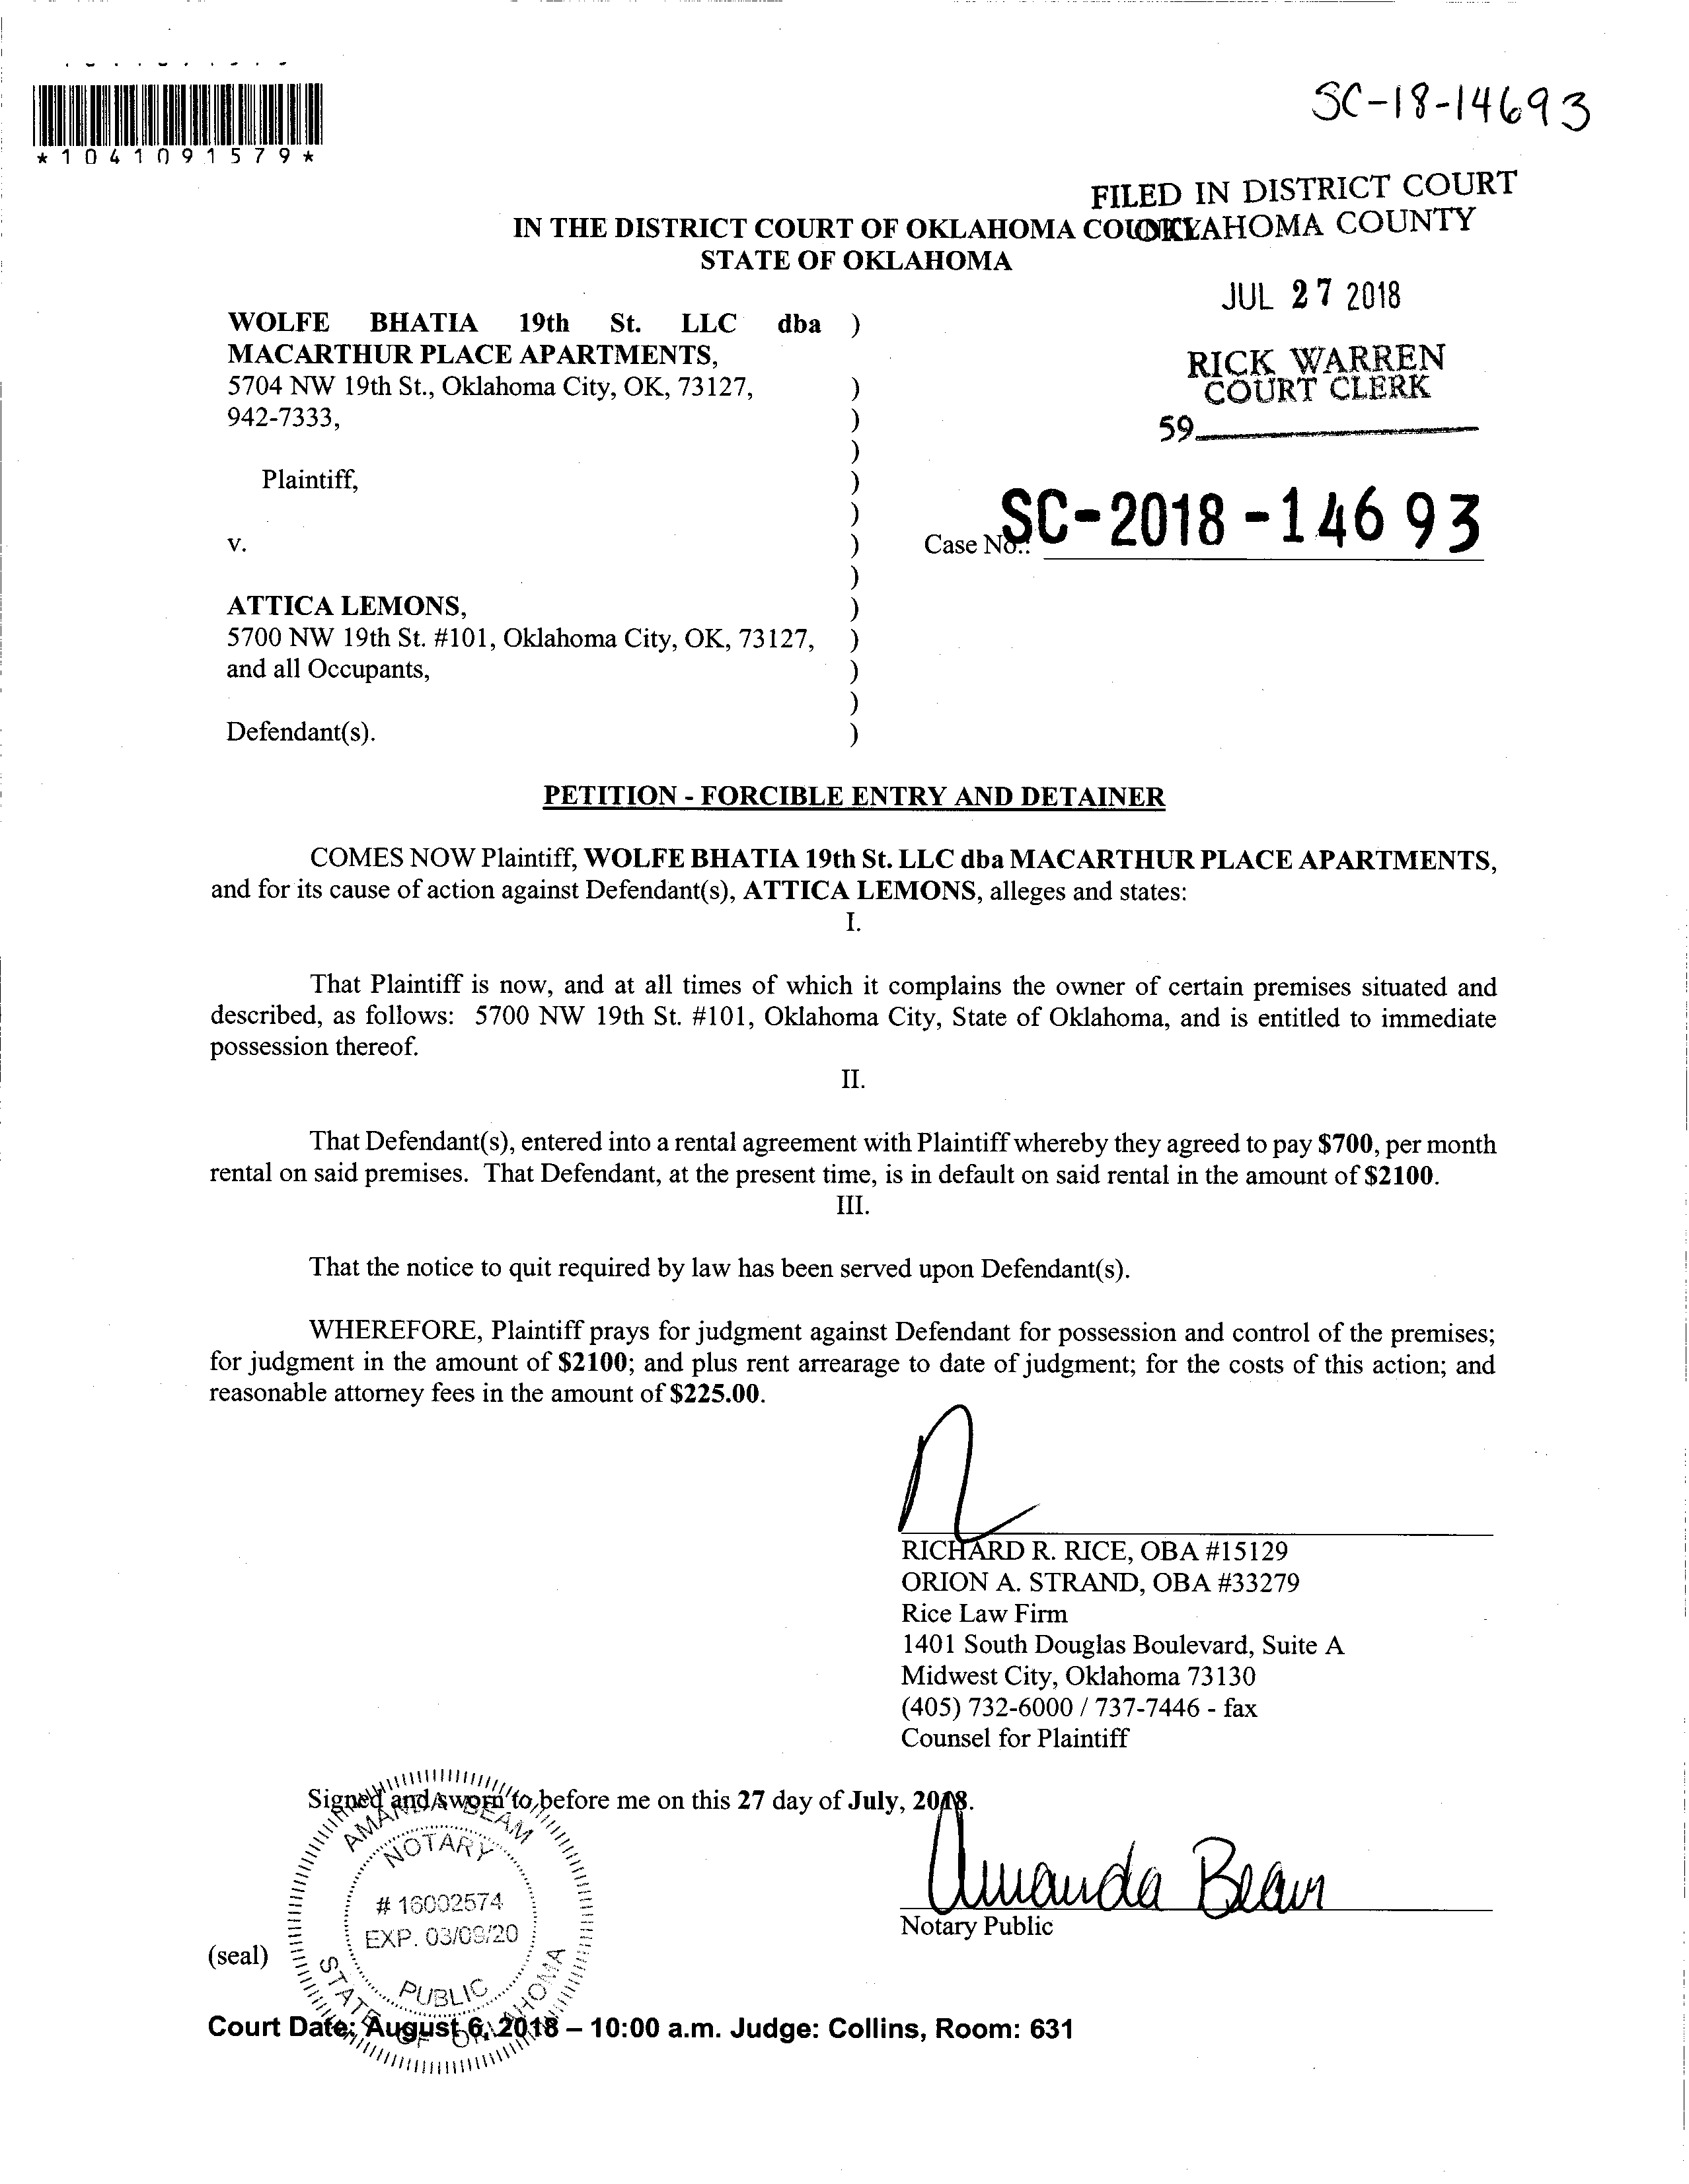 SC-18-14693
*1041091579*
FILED IN DISTRICT COURT
OKLAHOMA COUNTY
IN THE DISTRICT COURT OF OKLAHOMA COUNTY
STATE OF OKLAHOMA
JUL 27 2018
RICK WARREN
COURT CLERK
59
WOLFE BHATIA 19th St. LLC dba )
MACARTHUR PLACE APARTMENTS,
5704 NW 19th St., Oklahoma City, OK, 73127, )
942-7333, )
)
Plaintiff, )
)
v. )
Case No.: SC-2018-14693
)
ATTICA LEMONS, )
5700 NW 19th St. #101, Oklahoma City, OK, 73127, )
and all Occupants, )
)
Defendant(s). )
PETITION - FORCIBLE ENTRY AND DETAINER
COMES NOW Plaintiff, WOLFE BHATIA 19th St. LLC dba MACARTHUR PLACE APARTMENTS,
and for its cause of action against Defendant(s), ATTICA LEMONS, alleges and states:
I.
That Plaintiff is now, and at all times of which it complains the owner of certain premises situated and
described, as follows: 5700 NW 19th St. #101, Oklahoma City, State of Oklahoma, and is entitled to immediate
possession thereof.
II.
That Defendant(s), entered into a rental agreement with Plaintiff whereby they agreed to pay $700, per month
rental on said premises. That Defendant, at the present time, is in default on said rental in the amount of $2100.
III.
That the notice to quit required by law has been served upon Defendant(s).
WHEREFORE, Plaintiff prays for judgment against Defendant for possession and control of the premises;
for judgment in the amount of $2100; and plus rent arrearage to date of judgment; for the costs of this action; and
reasonable attorney fees in the amount of $225.00.
RICHARD R. RICE, OBA #15129
ORION A. STRAND, OBA #33279
Rice Law Firm
1401 South Douglas Boulevard, Suite A
Midwest City, Oklahoma 73130
(405) 732-6000 / 737-7446 - fax
Counsel for Plaintiff
Signed and sworn to before me on this 27 day of July, 2018.
AMANDA BEAM
NOTARY
# 16002574
EXP. 03/09/20
PUBLIC
STATE OF OKLAHOMA
Amanda Beam
Notary Public
(seal)
Court Date: August 6, 2018 – 10:00 a.m. Judge: Collins, Room: 631